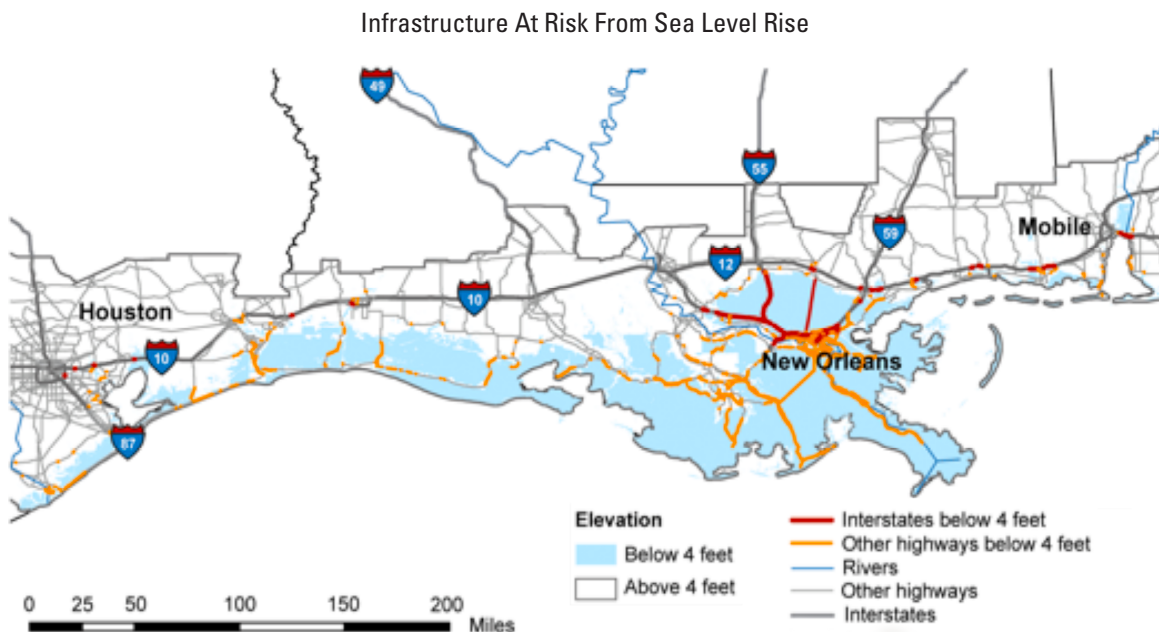 Infrastructure At Risk From Sea Level Rise
49
55
59
Mobile
12
10
Houston
10
New Orleans
87
Elevation
Below 4 feet
Above 4 feet
Interstates below 4 feet
Other highways below 4 feet
Rivers
Other highways
Interstates
0 25 50 100 150 200
Miles